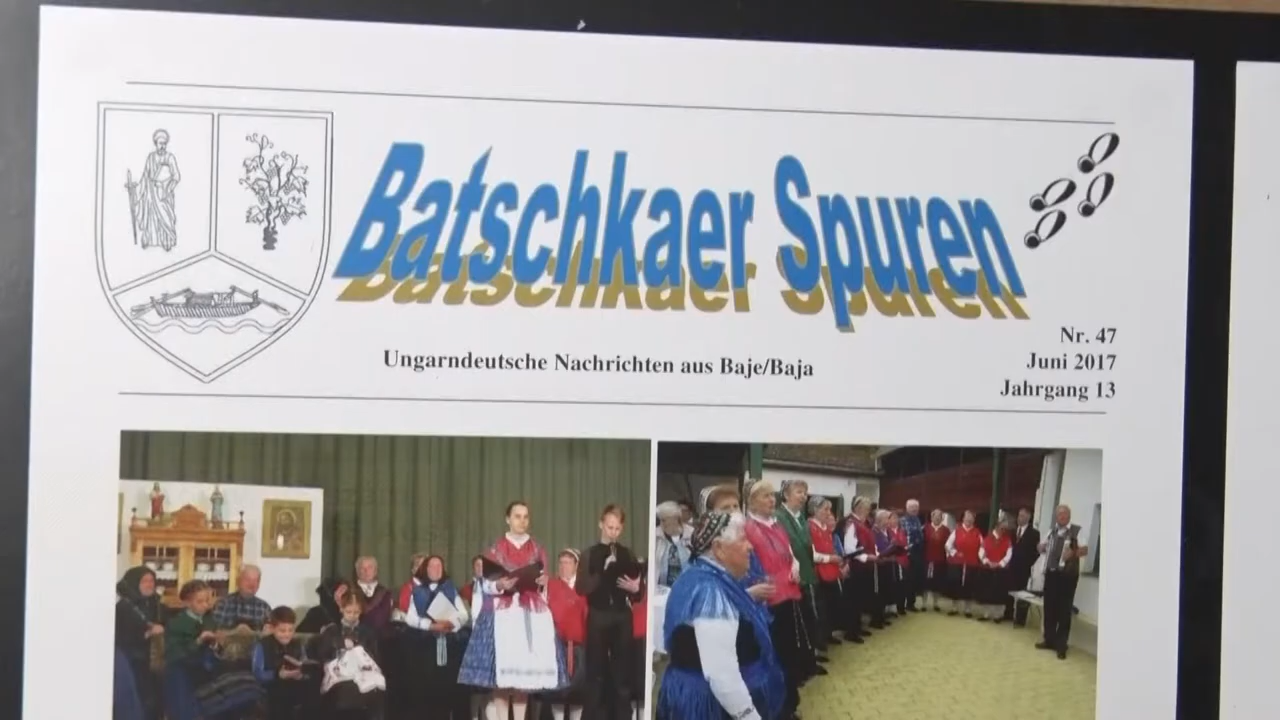 Batschkaer Spuren
Ungarndeutsche Nachrichten aus Baje/Baja
Nr. 47
Juni 2017
Jahrgang 13